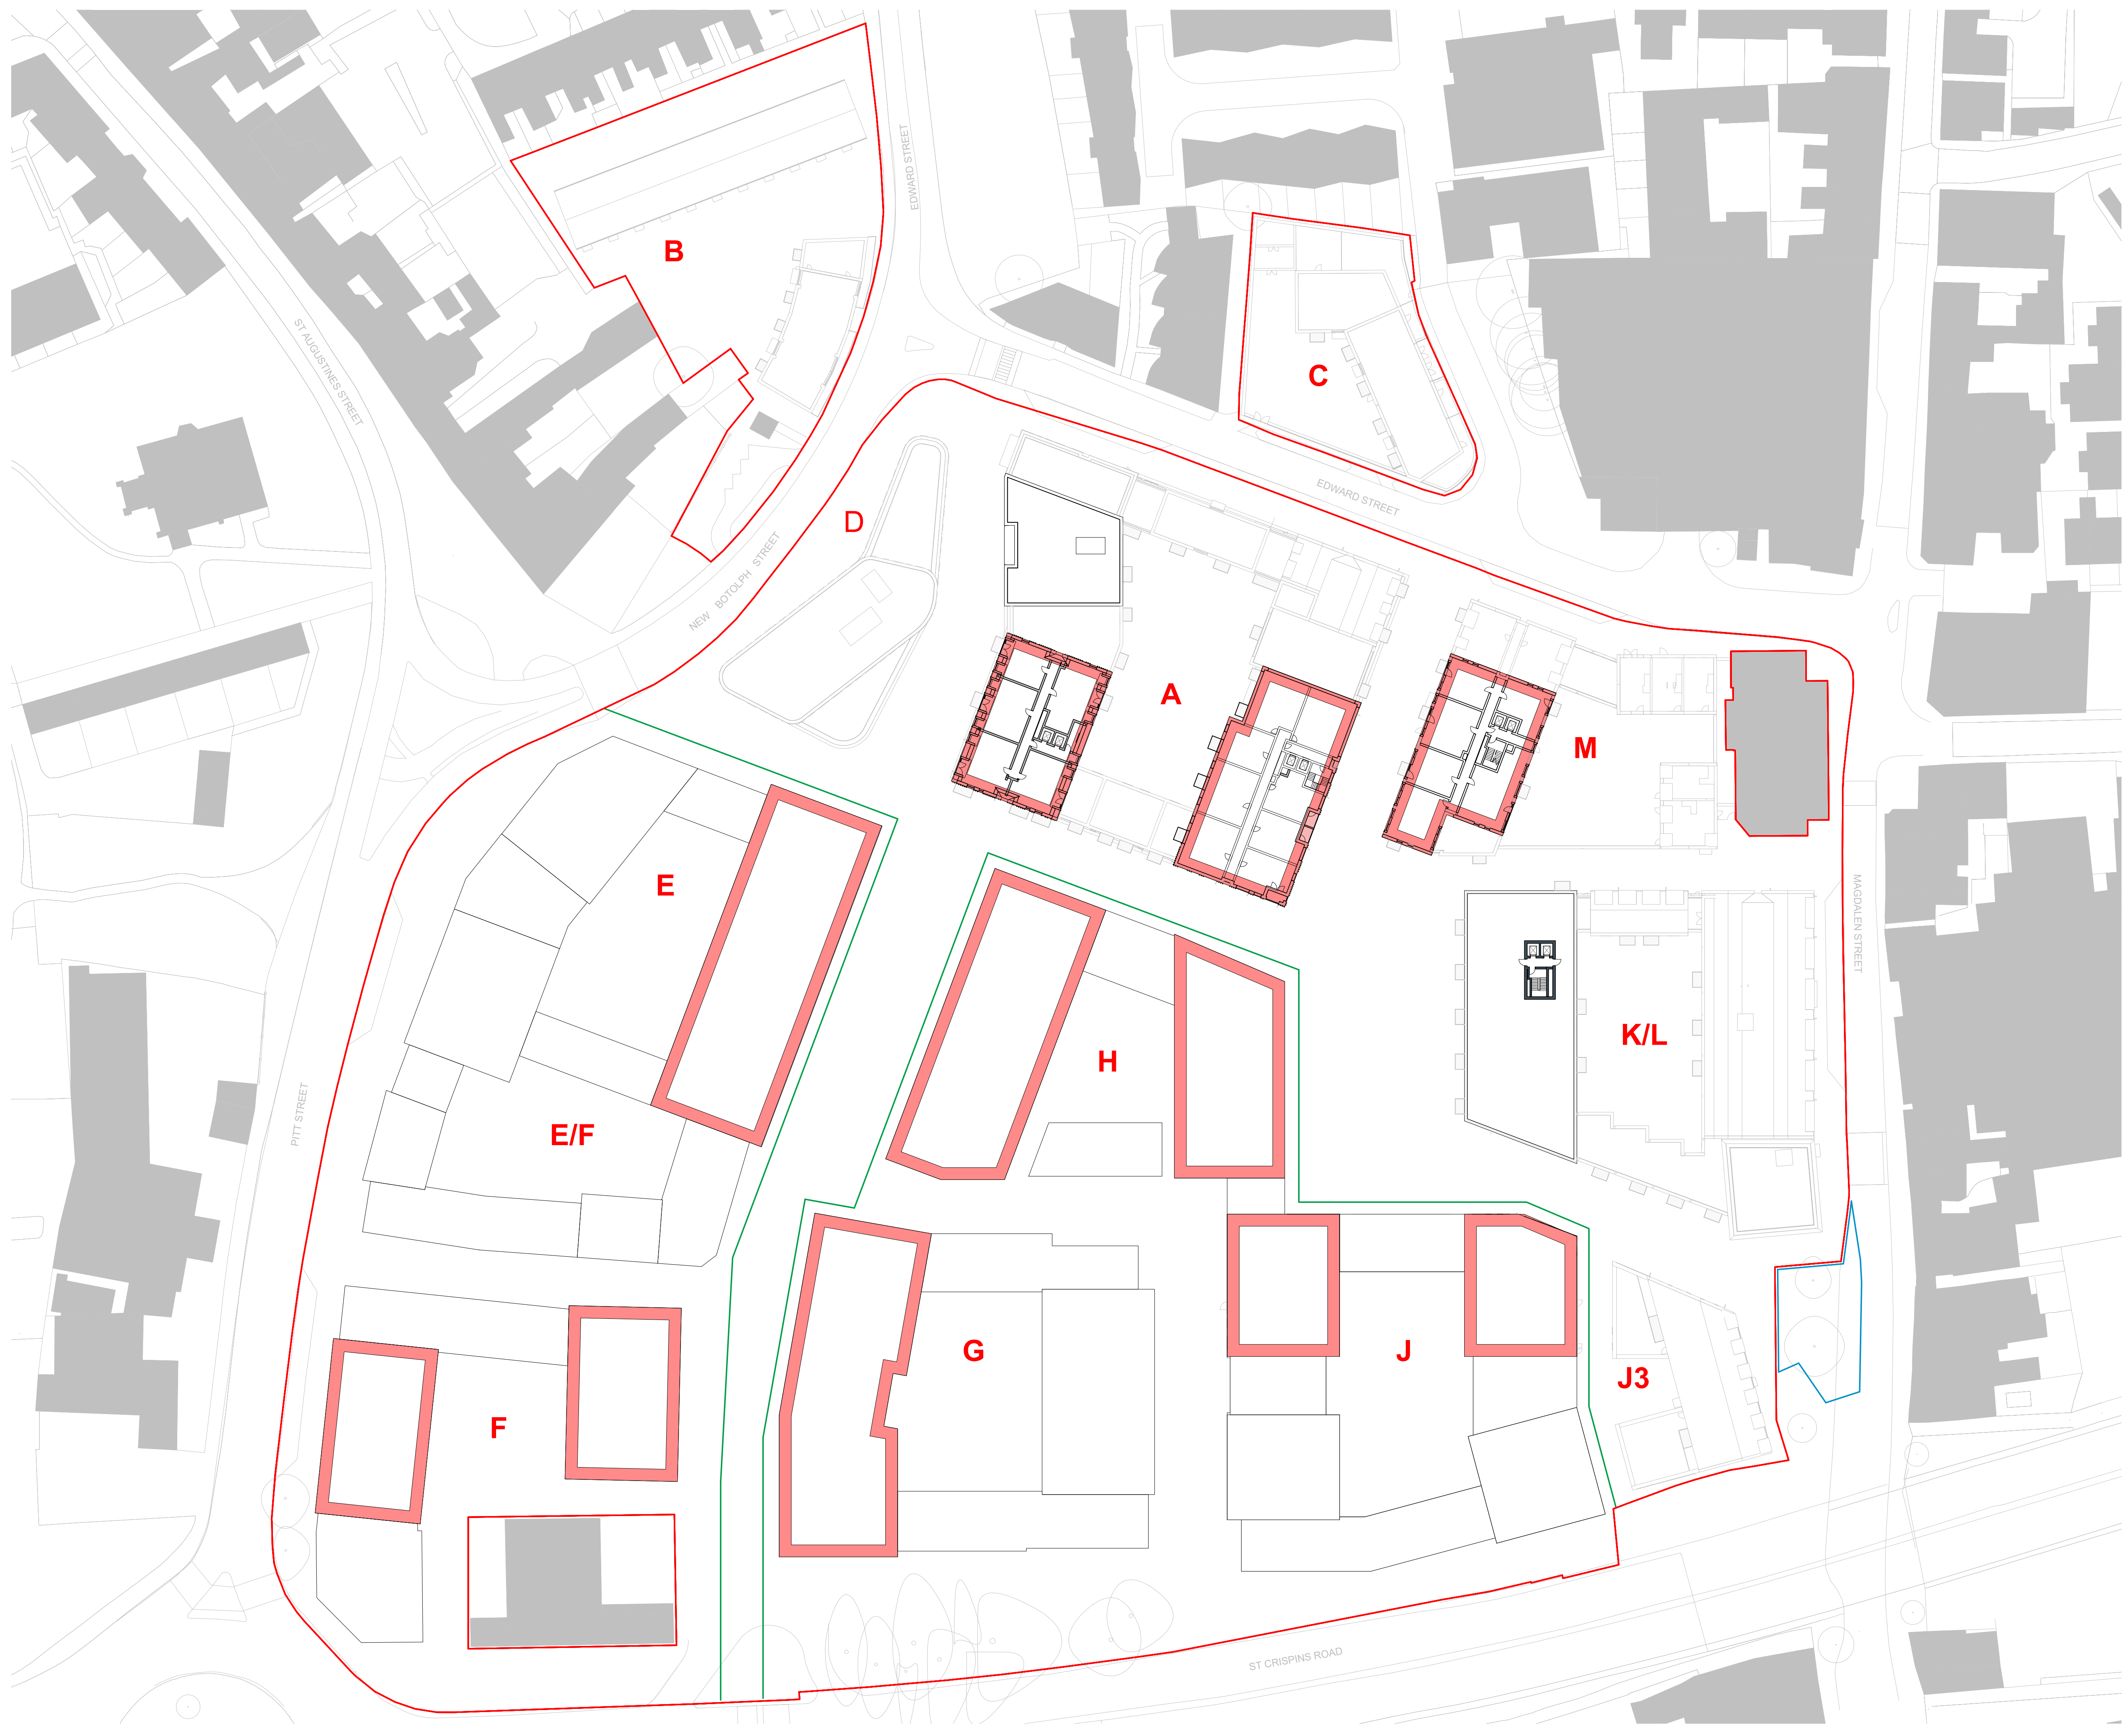 EDWARD STREET
B
ST AUGUSTINES STREET
C
EDWARD STREET
D
NEW BOTOLPH STREET
A
M
E
MAGDALEN STREET
K/L
H
PITT STREET
E/F
G
J
J3
F
ST CRISPINS ROAD